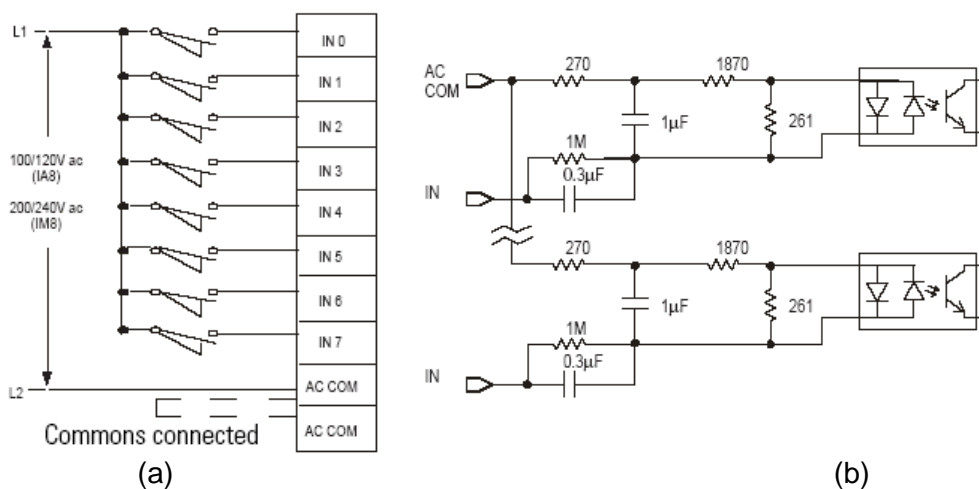 L1
IN 0
IN 1
IN 2
100/120V ac
(IA8)
IN 3
200/240V ac
(IM8)
IN 4
IN 5
IN 6
IN 7
L2
AC COM
AC COM
Commons connected
(a)
AC
COM
270
1870
1µF
261
1M
0.3µF
IN
270
1870
1µF
261
1M
0.3µF
IN
(b)